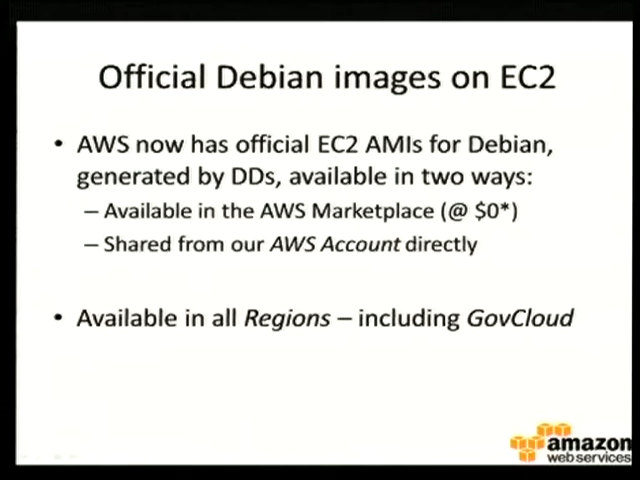 Official Debian images on EC2
• AWS now has official EC2 AMIs for Debian,
generated by DDs, available in two ways:
– Available in the AWS Marketplace (@ $0*)
– Shared from our AWS Account directly
• Available in all Regions – including GovCloud
amazon
webservices